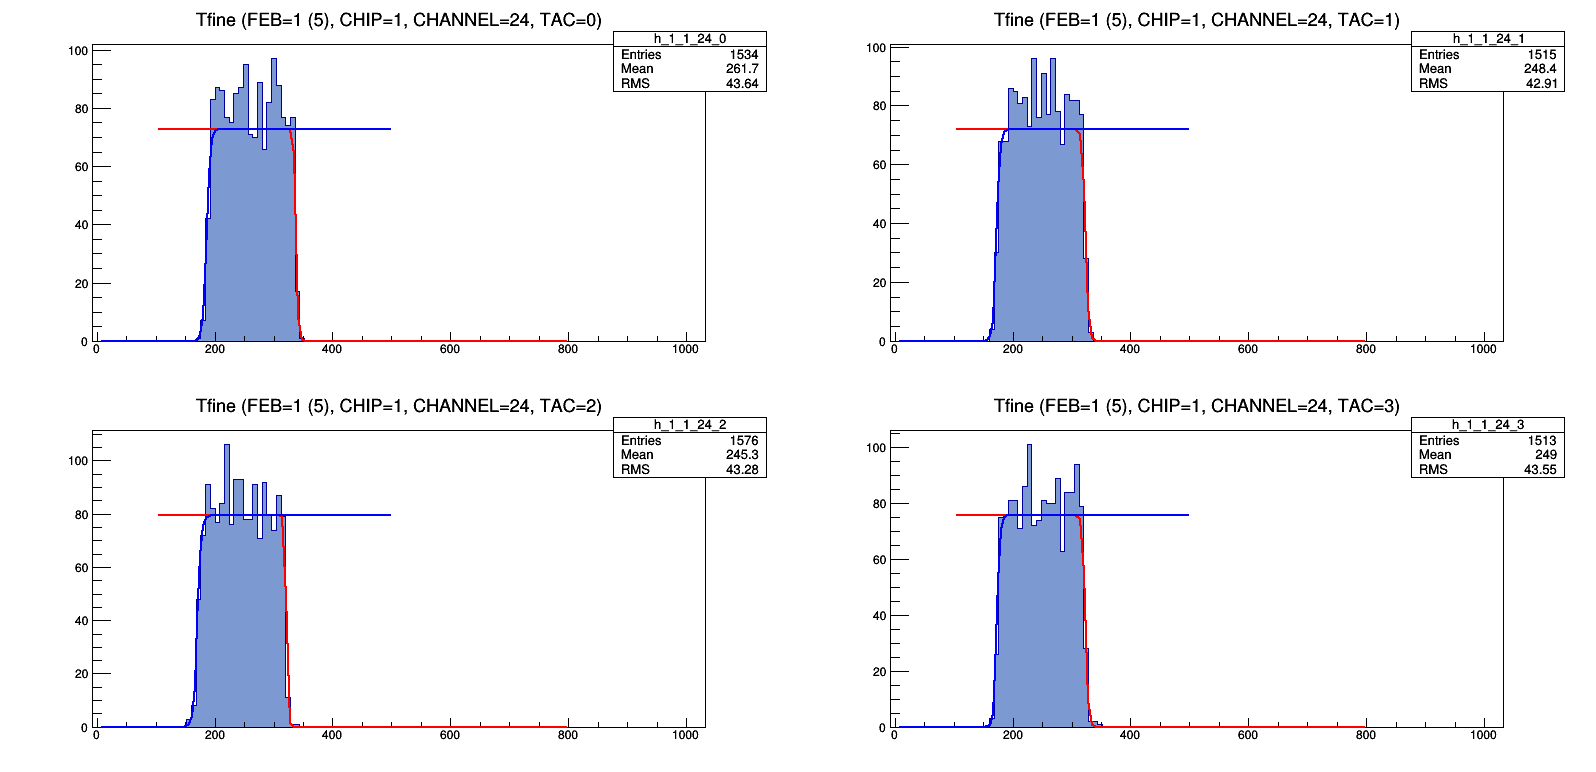 Tfine (FEB=1 (5), CHIP=1, CHANNEL=24, TAC=0)
h_1_1_24_0
Entries 1534
Mean 261.7
RMS 43.64
100
80
60
40
20
0
0 200 400 600 800 1000
Tfine (FEB=1 (5), CHIP=1, CHANNEL=24, TAC=1)
h_1_1_24_1
Entries 1515
Mean 248.4
RMS 42.91
100
80
60
40
20
0
0 200 400 600 800 1000
Tfine (FEB=1 (5), CHIP=1, CHANNEL=24, TAC=2)
h_1_1_24_2
Entries 1576
Mean 245.3
RMS 43.28
100
80
60
40
20
0
0 200 400 600 800 1000
Tfine (FEB=1 (5), CHIP=1, CHANNEL=24, TAC=3)
h_1_1_24_3
Entries 1513
Mean 249
RMS 43.55
100
80
60
40
20
0
0 200 400 600 800 1000